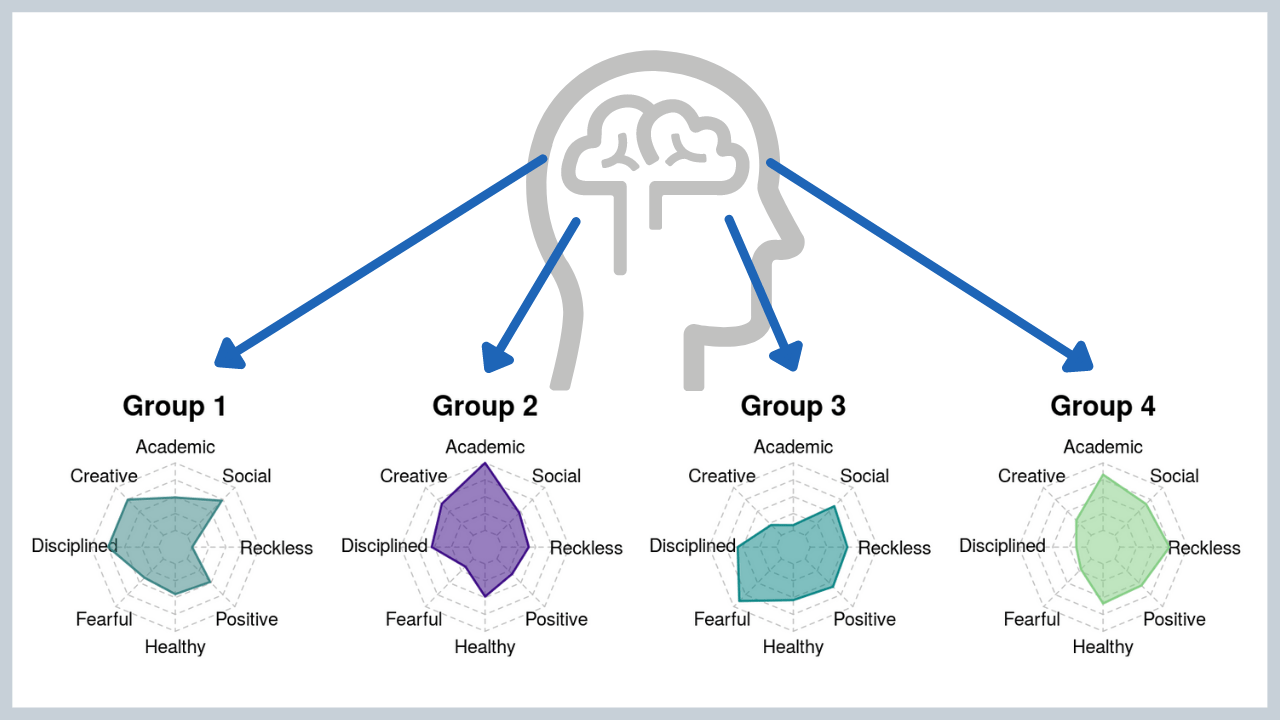 Group 1
Group 2
Group 3
Group 4
Academic
Creative
Social
Disciplined
Reckless
Fearful
Positive
Healthy
Academic
Creative
Social
Disciplined
Reckless
Fearful
Positive
Healthy
Academic
Creative
Social
Disciplined
Reckless
Fearful
Positive
Healthy
Academic
Creative
Social
Disciplined
Reckless
Fearful
Positive
Healthy